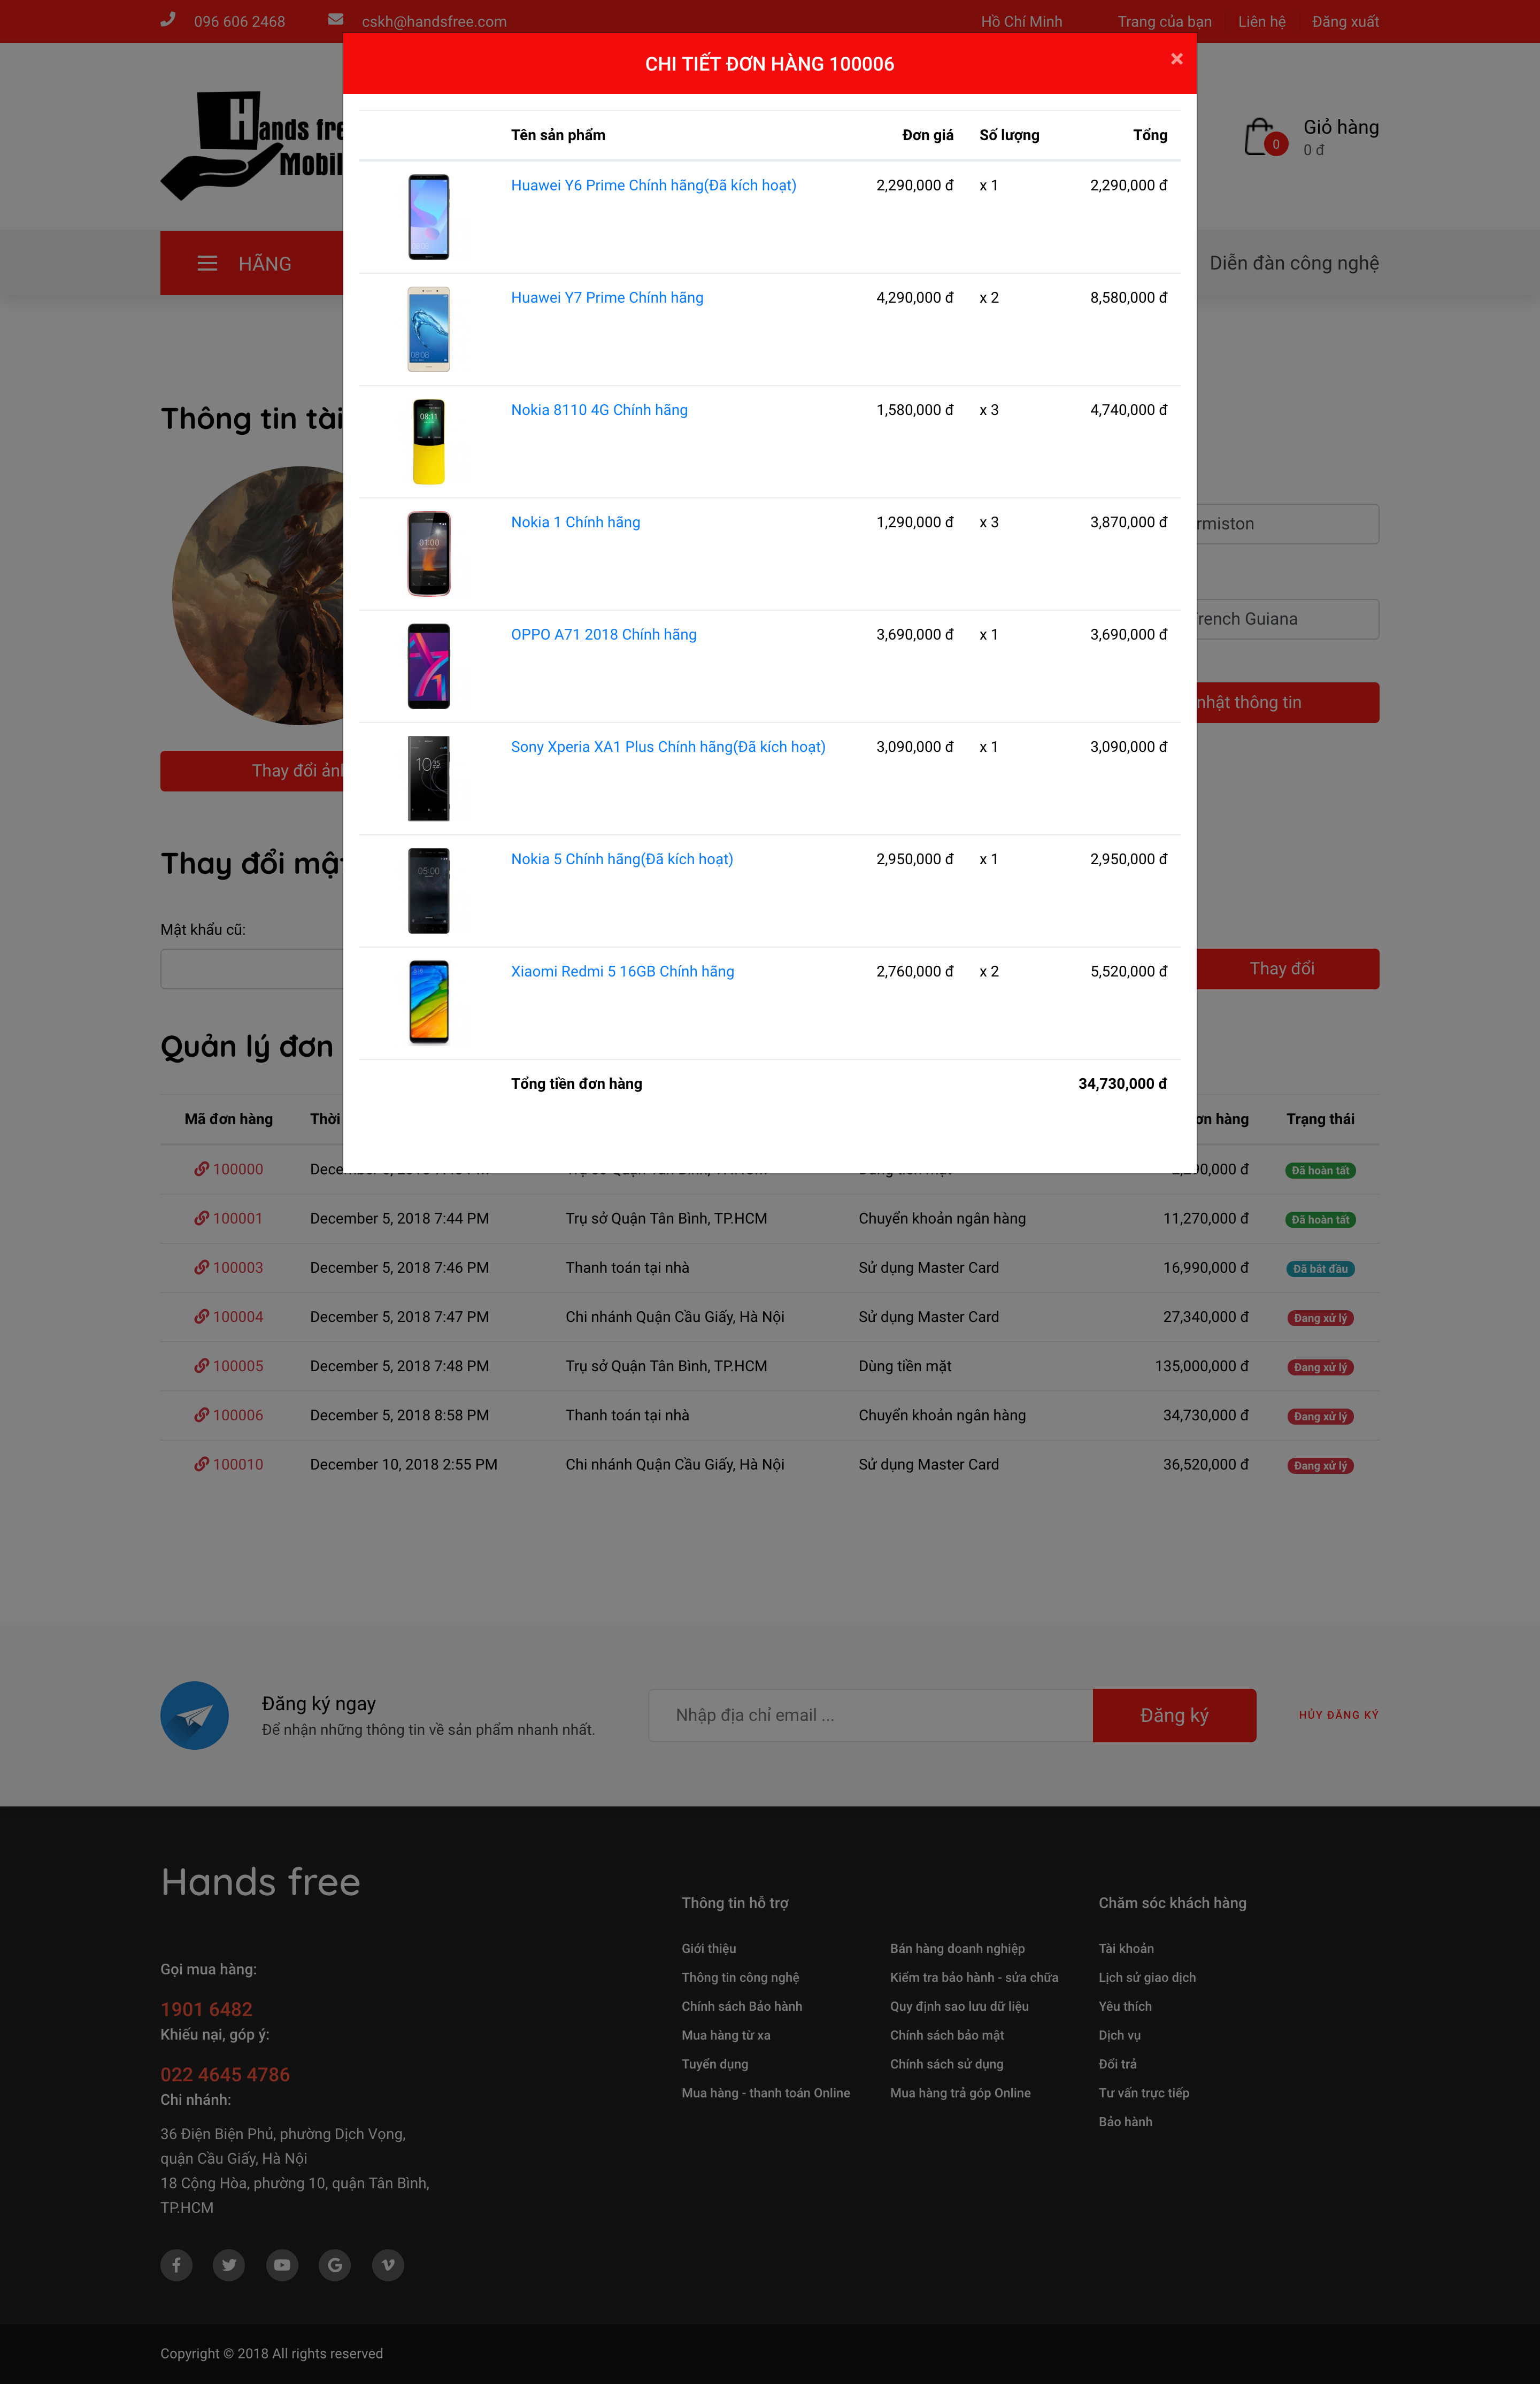 096 606 2468
cskh@handsfree.com
Hồ Chí Minh
Trang của bạn
Liên hệ
Đăng xuất
CHI TIẾT ĐƠN HÀNG 100006
×
Hands fre
Mobil
Giỏ hàng
0
0 đ
HÃNG
Diễn đàn công nghệ
Tên sản phẩm Đơn giá Số lượng Tổng
Huawei Y6 Prime Chính hãng(Đã kích hoạt) 2,290,000 đ x 1 2,290,000 đ
Huawei Y7 Prime Chính hãng 4,290,000 đ x 2 8,580,000 đ
08:08
Nokia 8110 4G Chính hãng 1,580,000 đ x 3 4,740,000 đ
08:11
Nokia 1 Chính hãng 1,290,000 đ x 3 3,870,000 đ
01:00
OPPO A71 2018 Chính hãng 3,690,000 đ x 1 3,690,000 đ
Sony Xperia XA1 Plus Chính hãng(Đã kích hoạt) 3,090,000 đ x 1 3,090,000 đ
10 35
Nokia 5 Chính hãng(Đã kích hoạt) 2,950,000 đ x 1 2,950,000 đ
05:00
Xiaomi Redmi 5 16GB Chính hãng 2,760,000 đ x 2 5,520,000 đ
Tổng tiền đơn hàng 34,730,000 đ
Thông tin tài
rmiston
rench Guiana
nhật thông tin
Thay đổi ảnh
Thay đổi mật
Mật khẩu cũ:
Thay đổi
Quản lý đơn
Mã đơn hàng Thời ơn hàng Trạng thái
100000 Đã hoàn tất
100001 December 5, 2018 7:44 PM Trụ sở Quận Tân Bình, TP.HCM Chuyển khoản ngân hàng 11,270,000 đ Đã hoàn tất
100003 December 5, 2018 7:46 PM Thanh toán tại nhà Sử dụng Master Card 16,990,000 đ Đã bắt đầu
100004 December 5, 2018 7:47 PM Chi nhánh Quận Cầu Giấy, Hà Nội Sử dụng Master Card 27,340,000 đ Đang xử lý
100005 December 5, 2018 7:48 PM Trụ sở Quận Tân Bình, TP.HCM Dùng tiền mặt 135,000,000 đ Đang xử lý
100006 December 5, 2018 8:58 PM Thanh toán tại nhà Chuyển khoản ngân hàng 34,730,000 đ Đang xử lý
100010 December 10, 2018 2:55 PM Chi nhánh Quận Cầu Giấy, Hà Nội Sử dụng Master Card 36,520,000 đ Đang xử lý
Đăng ký ngay
Để nhận những thông tin về sản phẩm nhanh nhất.
Nhập địa chỉ email ...
Đăng ký
HỦY ĐĂNG KÝ
Hands free
Gọi mua hàng:
1901 6482
Khiếu nại, góp ý:
022 4645 4786
Chi nhánh:
36 Điện Biện Phủ, phường Dịch Vọng,
quận Cầu Giấy, Hà Nội
18 Cộng Hòa, phường 10, quận Tân Bình,
TP.HCM
Thông tin hỗ trợ
Giới thiệu
Thông tin công nghệ
Chính sách Bảo hành
Mua hàng từ xa
Tuyển dụng
Mua hàng - thanh toán Online
Bán hàng doanh nghiệp
Kiểm tra bảo hành - sửa chữa
Quy định sao lưu dữ liệu
Chính sách bảo mật
Chính sách sử dụng
Mua hàng trả góp Online
Chăm sóc khách hàng
Tài khoản
Lịch sử giao dịch
Yêu thích
Dịch vụ
Đổi trả
Tư vấn trực tiếp
Bảo hành
Copyright © 2018 All rights reserved